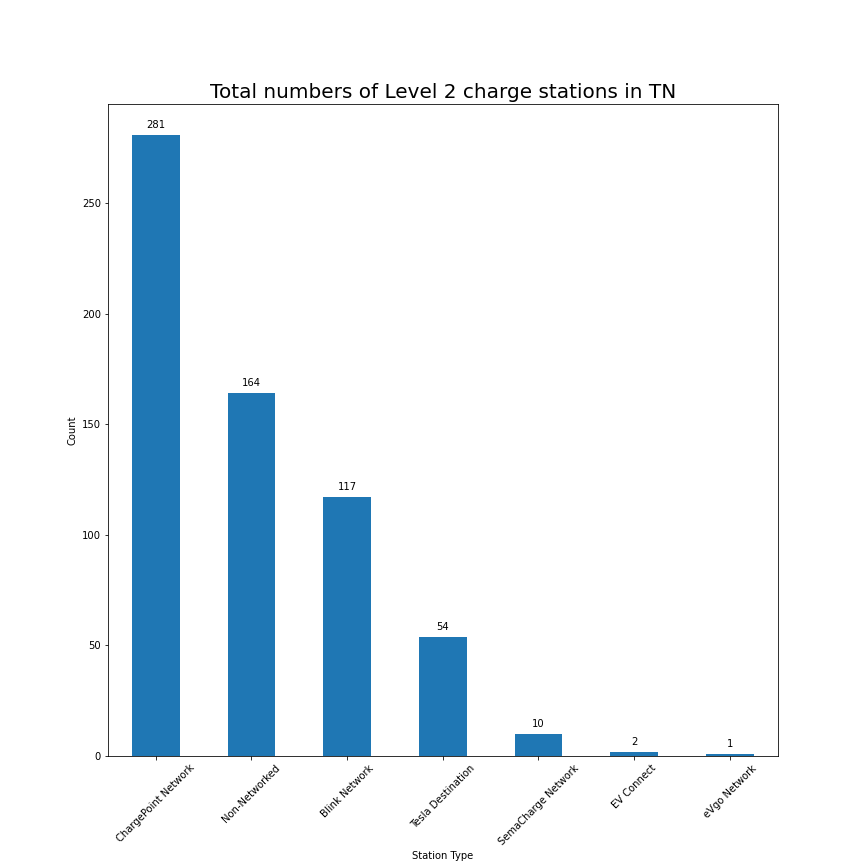 Total numbers of Level 2 charge stations in TN
281
250
200
164
150
Count
117
100
54
50
10
2
1
0
ChargePoint Network
Non-Networked
Blink Network
Tesla Destination
SemaCharge Network
EV Connect
eVgo Network
Station Type